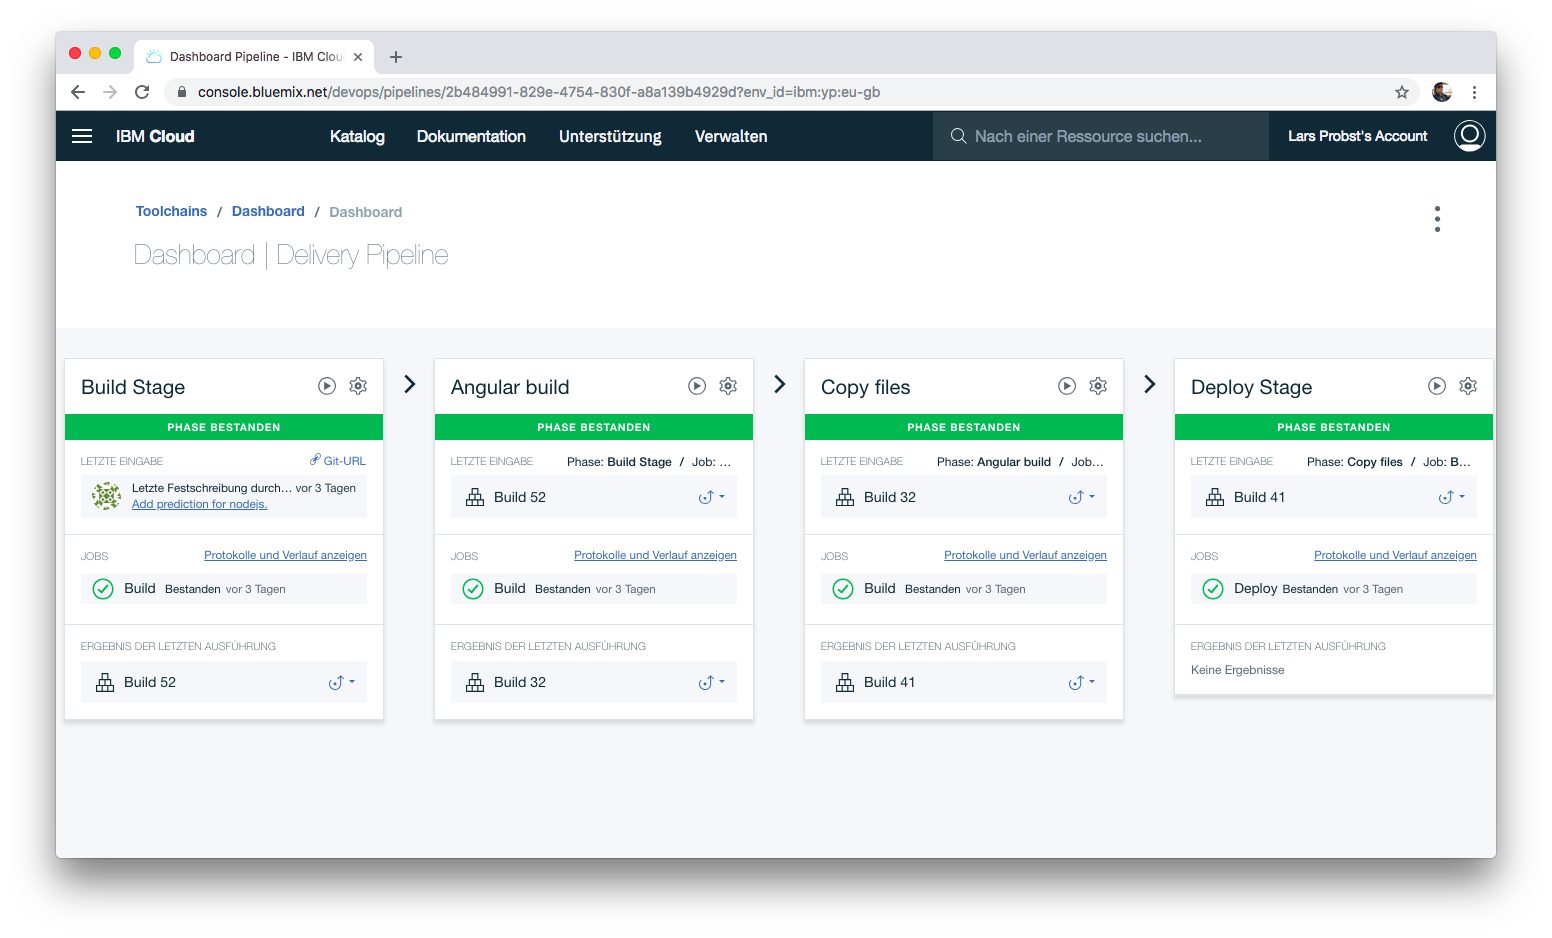 Dashboard Pipeline - IBM Clou
console.bluemix.net/devops/pipelines/2b484991-829e-4754-830f-a8a139b4929d?env_id=ibm:yp:eu-gb
IBM Cloud Katalog Dokumentation Unterstützung Verwalten Nach einer Ressource suchen... Lars Probst's Account
Toolchains / Dashboard / Dashboard
Dashboard | Delivery Pipeline
Build Stage
PHASE BESTANDEN
LETZTE EINGABE Git-URL
Letzte Festschreibung durch... vor 3 Tagen
Add prediction for nodejs.
JOBS Protokolle und Verlauf anzeigen
Build Bestanden vor 3 Tagen
ERGEBNIS DER LETZTEN AUSFÜHRUNG
Build 52
Angular build
PHASE BESTANDEN
LETZTE EINGABE Phase: Build Stage / Job: ...
Build 52
JOBS Protokolle und Verlauf anzeigen
Build Bestanden vor 3 Tagen
ERGEBNIS DER LETZTEN AUSFÜHRUNG
Build 32
Copy files
PHASE BESTANDEN
LETZTE EINGABE Phase: Angular build / Job...
Build 32
JOBS Protokolle und Verlauf anzeigen
Build Bestanden vor 3 Tagen
ERGEBNIS DER LETZTEN AUSFÜHRUNG
Build 41
Deploy Stage
PHASE BESTANDEN
LETZTE EINGABE Phase: Copy files / Job: B...
Build 41
JOBS Protokolle und Verlauf anzeigen
Deploy Bestanden vor 3 Tagen
ERGEBNIS DER LETZTEN AUSFÜHRUNG
Keine Ergebnisse